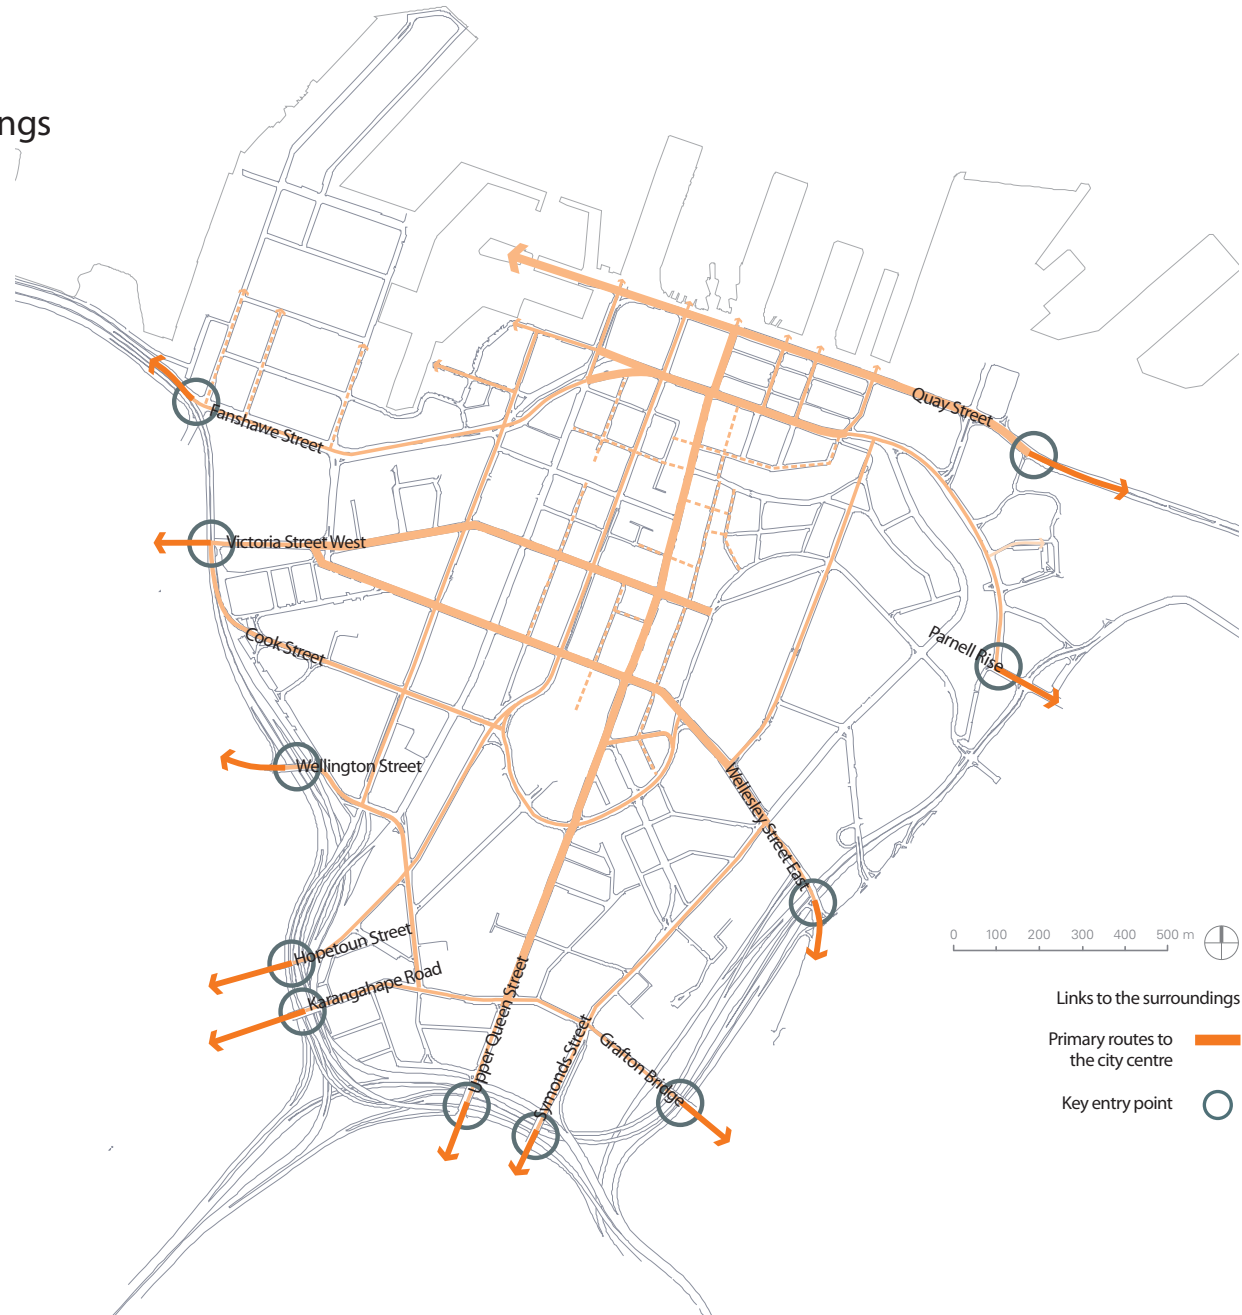 ngs
Quay Street
Fanshawe Street
Victoria Street West
Cook Street
Parnell Rise
Wellington Street
Wellesley Street East
Hopetoun Street
Karangahape Road
Upper Queen Street
Symonds Street
Grafton Bridge
0 100 200 300 400 500 m
Links to the surroundings
Primary routes to
the city centre
Key entry point